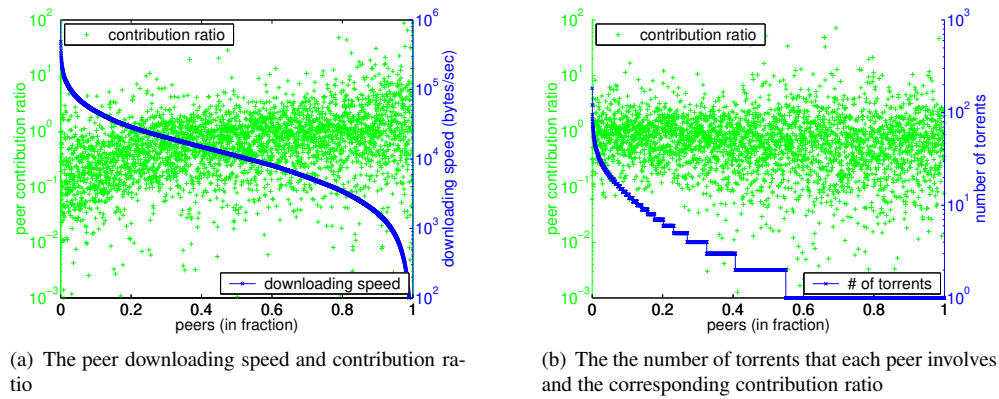 10^2
10^1
10^0
10^-1
10^-2
10^-3
peer contribution ratio
contribution ratio
downloading speed
0
0.2
0.4
0.6
0.8
1
peers (in fraction)
10^6
10^5
10^4
10^3
10^2
downloading speed (bytes/sec)
(a) The peer downloading speed and contribution ra-
tio
10^2
10^1
10^0
10^-1
10^-2
10^-3
peer contribution ratio
contribution ratio
# of torrents
0
0.2
0.4
0.6
0.8
1
peers (in fraction)
10^3
10^2
10^1
10^0
number of torrents
(b) The the number of torrents that each peer involves
and the corresponding contribution ratio